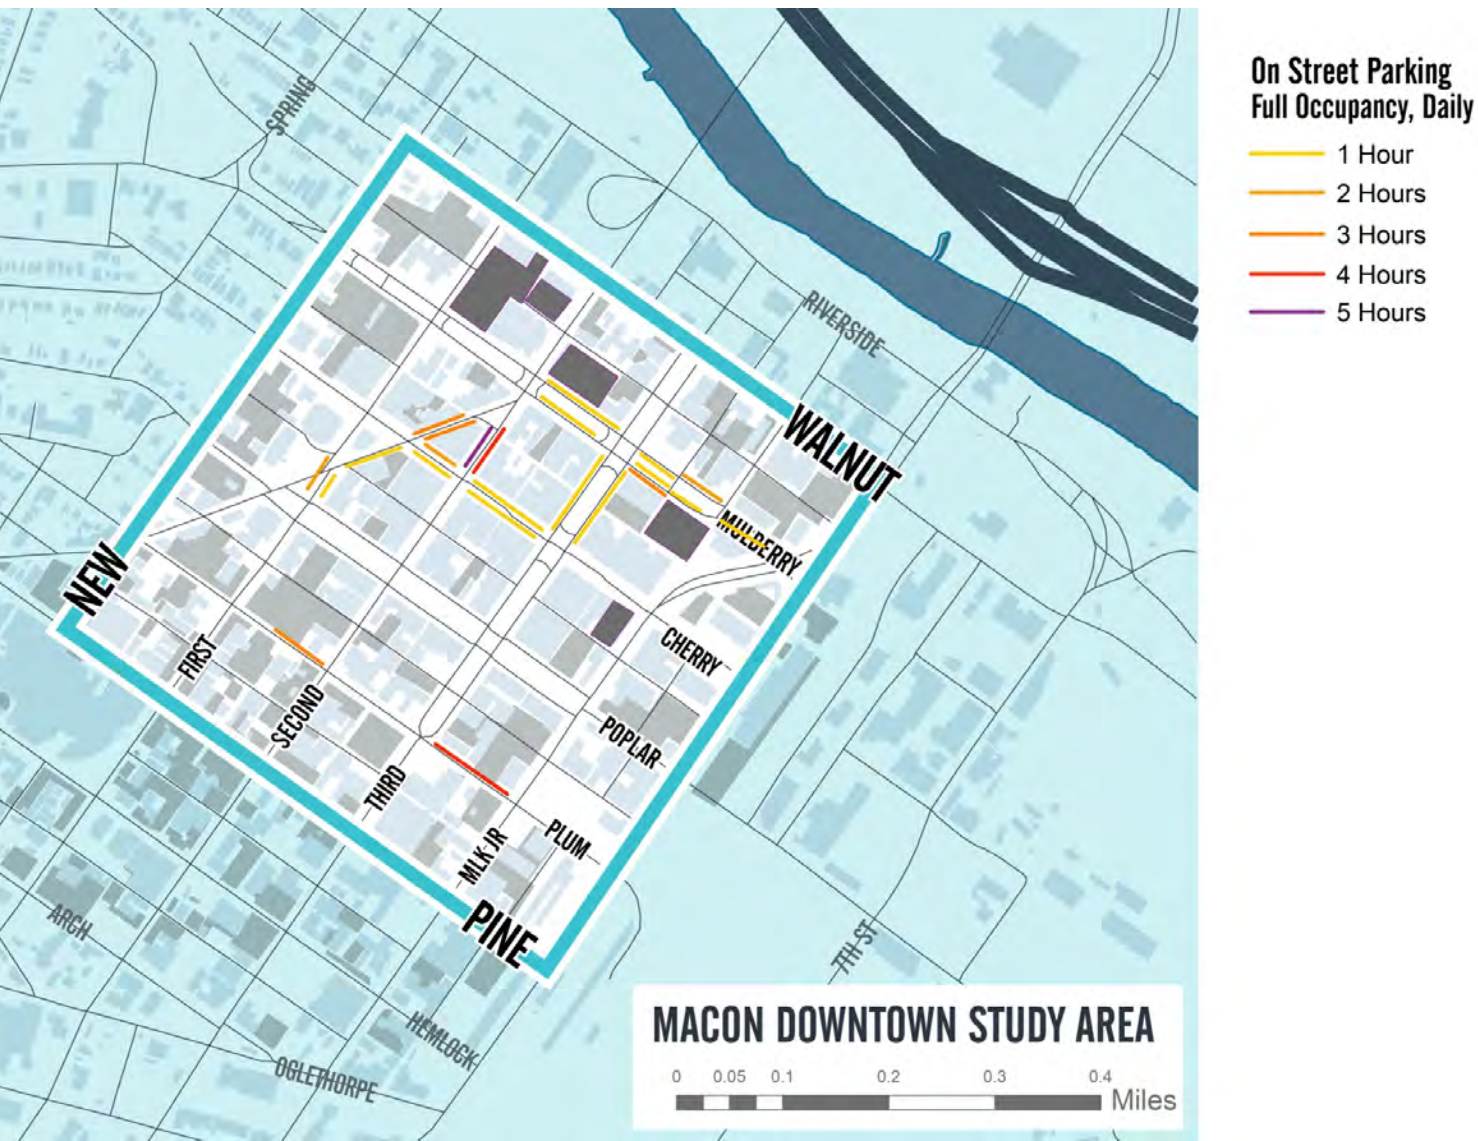 On Street Parking
Full Occupancy, Daily
1 Hour
2 Hours
3 Hours
4 Hours
5 Hours
SPRING
RIVERSIDE
WALNUT
MULBERRY
NEW
CHERRY
FIRST
SECOND
POPLAR
THIRD
PLUM
MLK JR
PINE
ARCH
7TH ST
HEMLOCK
OGLETHORPE
MACON DOWNTOWN STUDY AREA
0 0.05 0.1 0.2 0.3 0.4
Miles